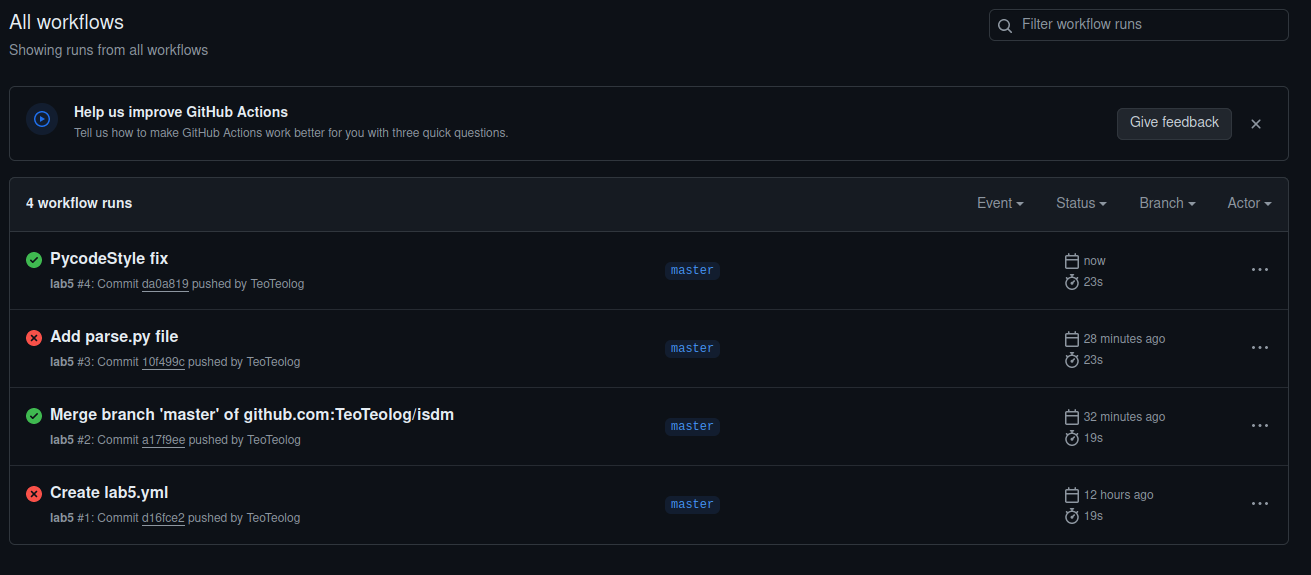 All workflows
Filter workflow runs
Showing runs from all workflows
Help us improve GitHub Actions
Tell us how to make GitHub Actions work better for you with three quick questions.
Give feedback
4 workflow runs
Event Status Branch Actor
PycodeStyle fix
lab5 #4: Commit da0a819 pushed by TeoTeolog
master
now
23s
Add parse.py file
lab5 #3: Commit 10f499c pushed by TeoTeolog
master
28 minutes ago
23s
Merge branch 'master' of github.com:TeoTeolog/isdm
lab5 #2: Commit a17f9ee pushed by TeoTeolog
master
32 minutes ago
19s
Create lab5.yml
lab5 #1: Commit d16fce2 pushed by TeoTeolog
master
12 hours ago
19s